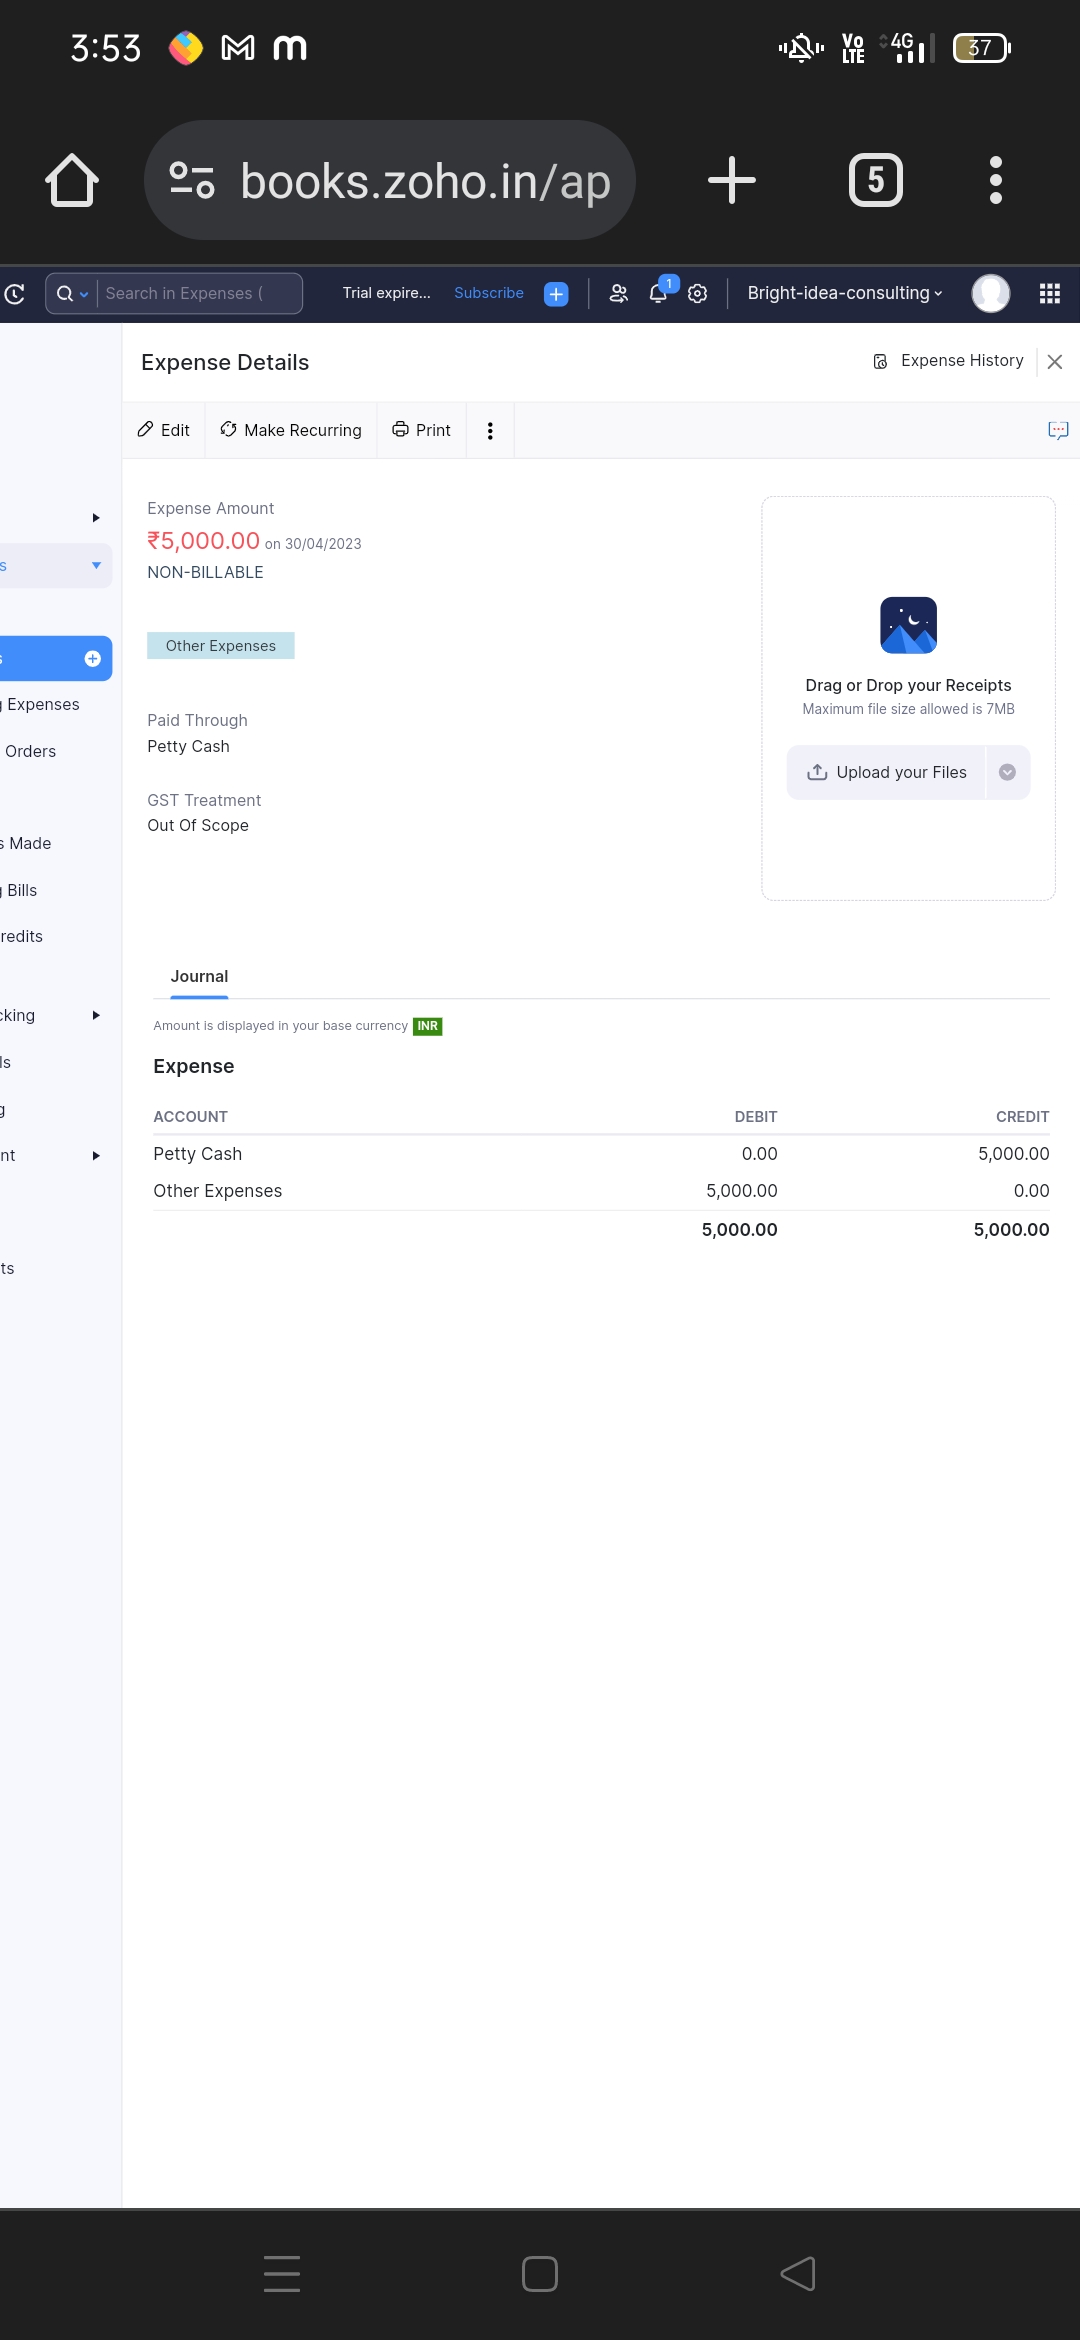 3:53
Vo LTE 4G 37
books.zoho.in/ap
5
Search in Expenses (
Trial expire... Subscribe
1
Bright-idea-consulting
Expense Details
Expense History
Edit
Make Recurring
Print
Expense Amount
₹5,000.00 on 30/04/2023
NON-BILLABLE
Other Expenses
Paid Through
Petty Cash
GST Treatment
Out Of Scope
Drag or Drop your Receipts
Maximum file size allowed is 7MB
Upload your Files
s
s
g Expenses
Orders
s Made
g Bills
redits
cking
ls
g
nt
ts
Journal
Amount is displayed in your base currency INR
Expense
ACCOUNT DEBIT CREDIT
Petty Cash 0.00 5,000.00
Other Expenses 5,000.00 0.00
5,000.00 5,000.00